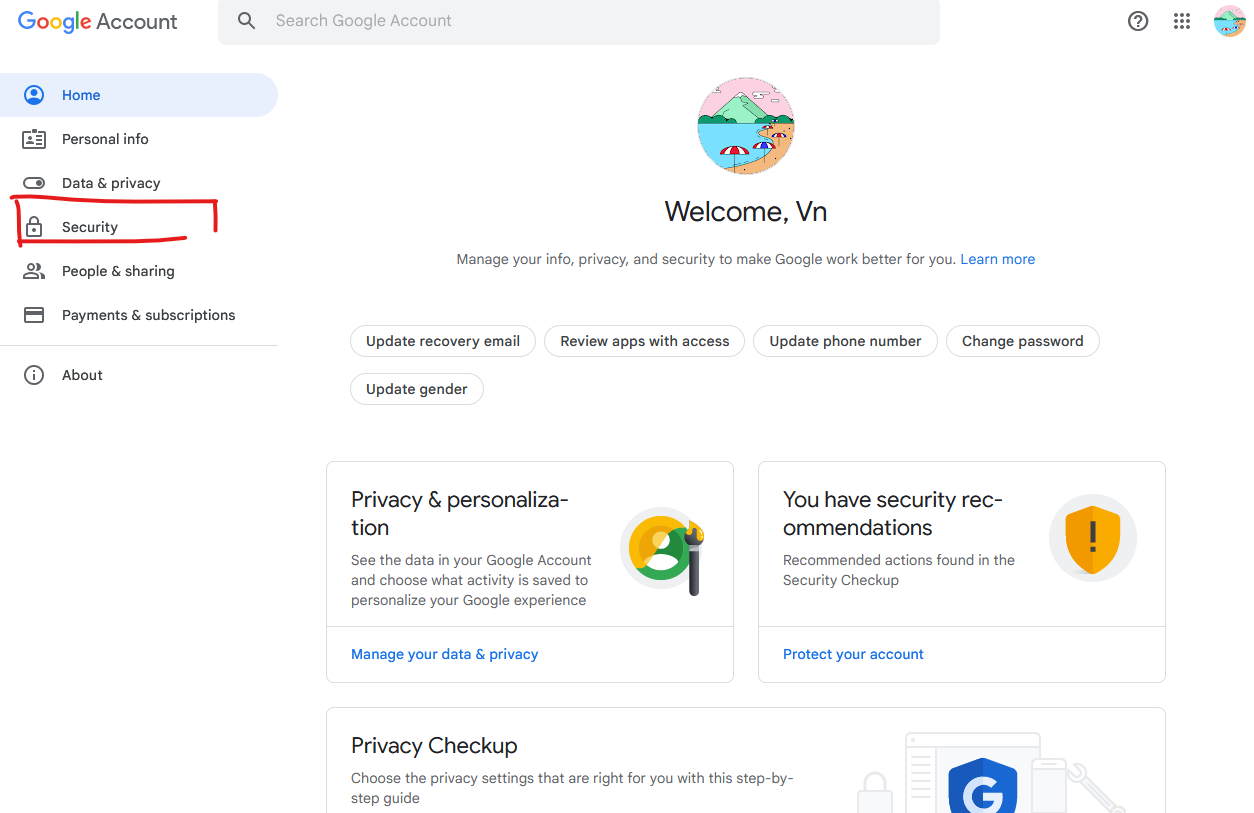 Google Account
Search Google Account
Home
Personal info
Data & privacy
Security
People & sharing
Payments & subscriptions
About
Welcome, Vn
Manage your info, privacy, and security to make Google work better for you. Learn more
Update recovery email
Review apps with access
Update phone number
Change password
Update gender
Privacy & personaliza-
tion
See the data in your Google Account
and choose what activity is saved to
personalize your Google experience
Manage your data & privacy
You have security rec-
ommendations
Recommended actions found in the
Security Checkup
Protect your account
Privacy Checkup
Choose the privacy settings that are right for you with this step-by-
step guide
G